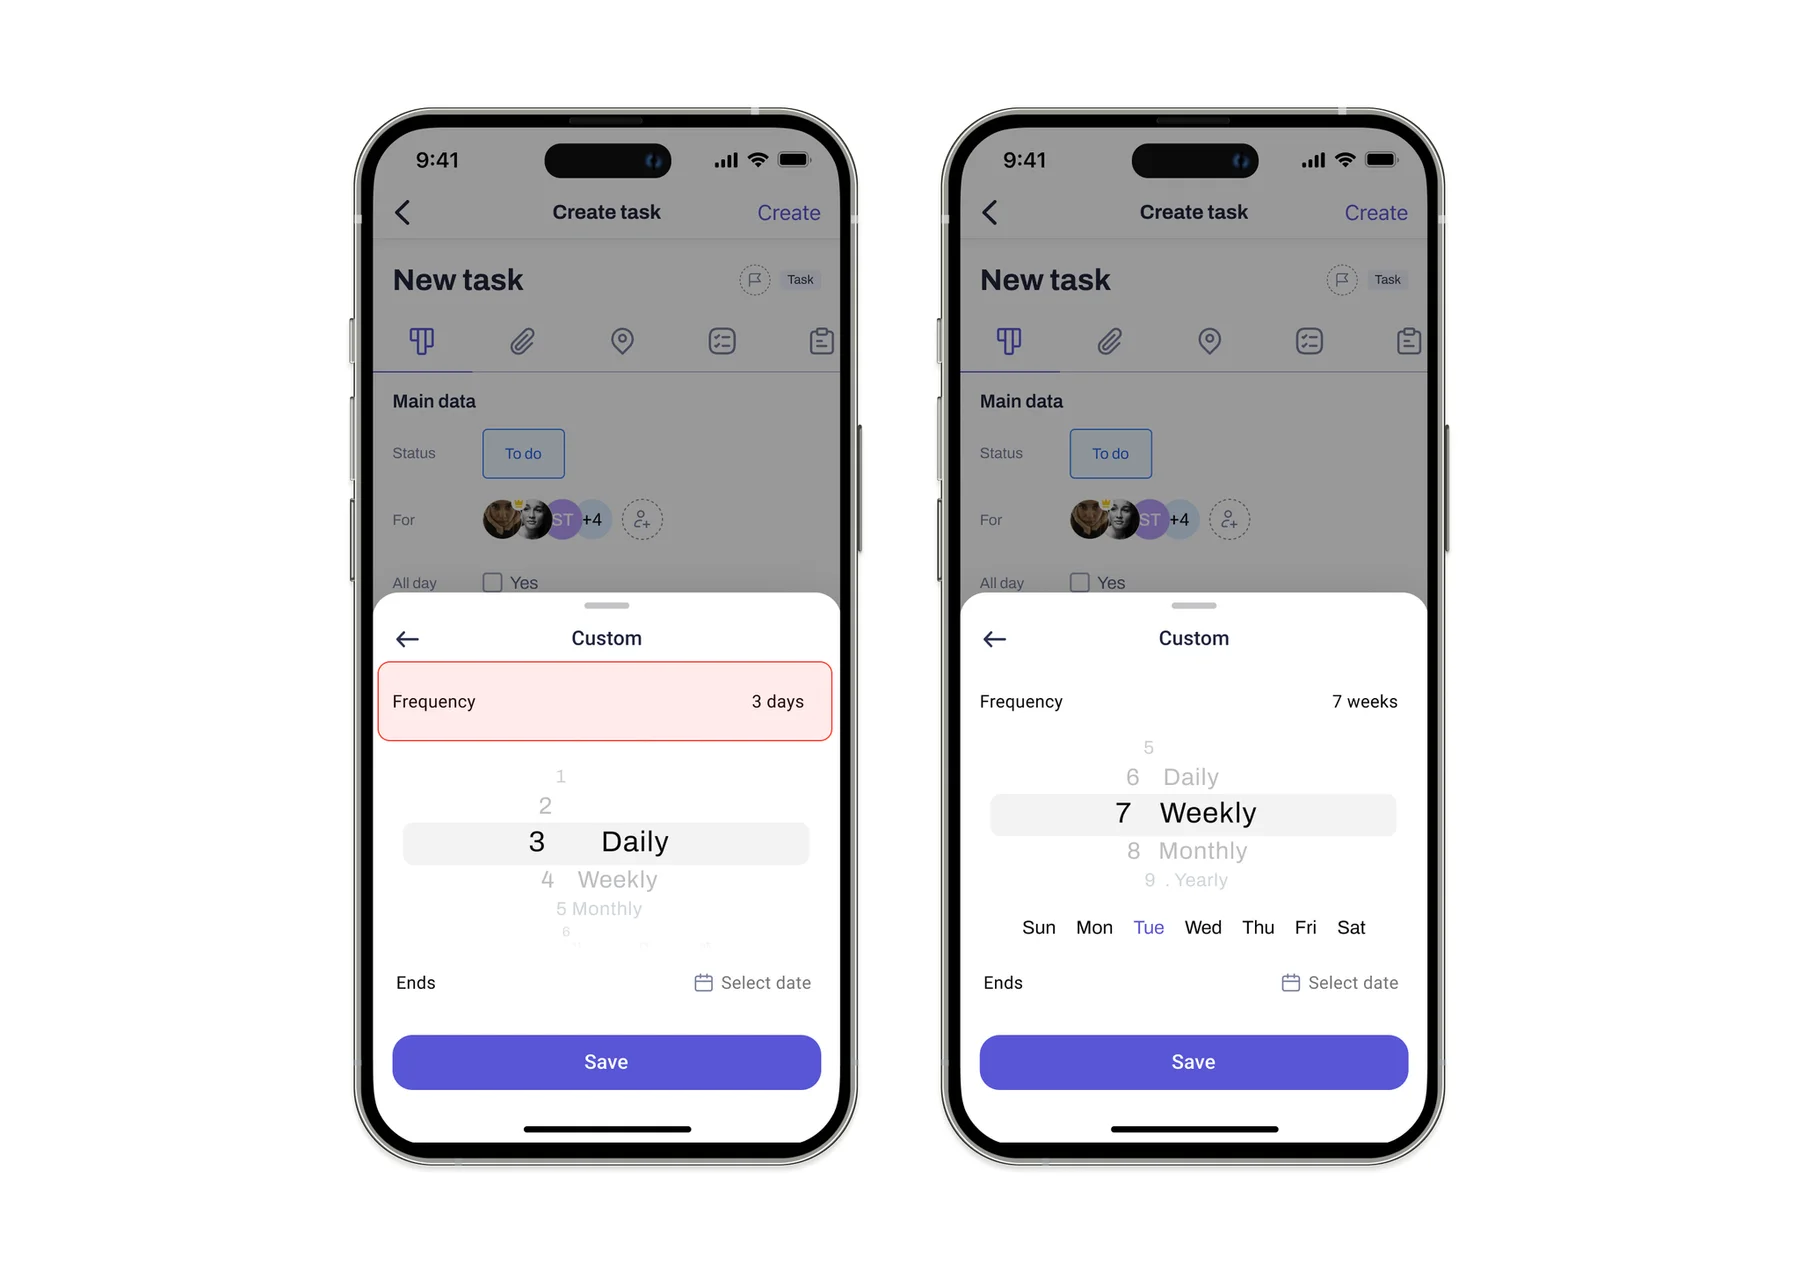 9:41
Create task Create
New task Task
Main data
Status To do
For ST +4
All day Yes
Custom
Frequency 3 days
1
2
3 Daily
4 Weekly
5 Monthly
6
Ends Select date
Save
9:41
Create task Create
New task Task
Main data
Status To do
For ST +4
All day Yes
Custom
Frequency 7 weeks
5
6 Daily
7 Weekly
8 Monthly
9 . Yearly
Sun Mon Tue Wed Thu Fri Sat
Ends Select date
Save